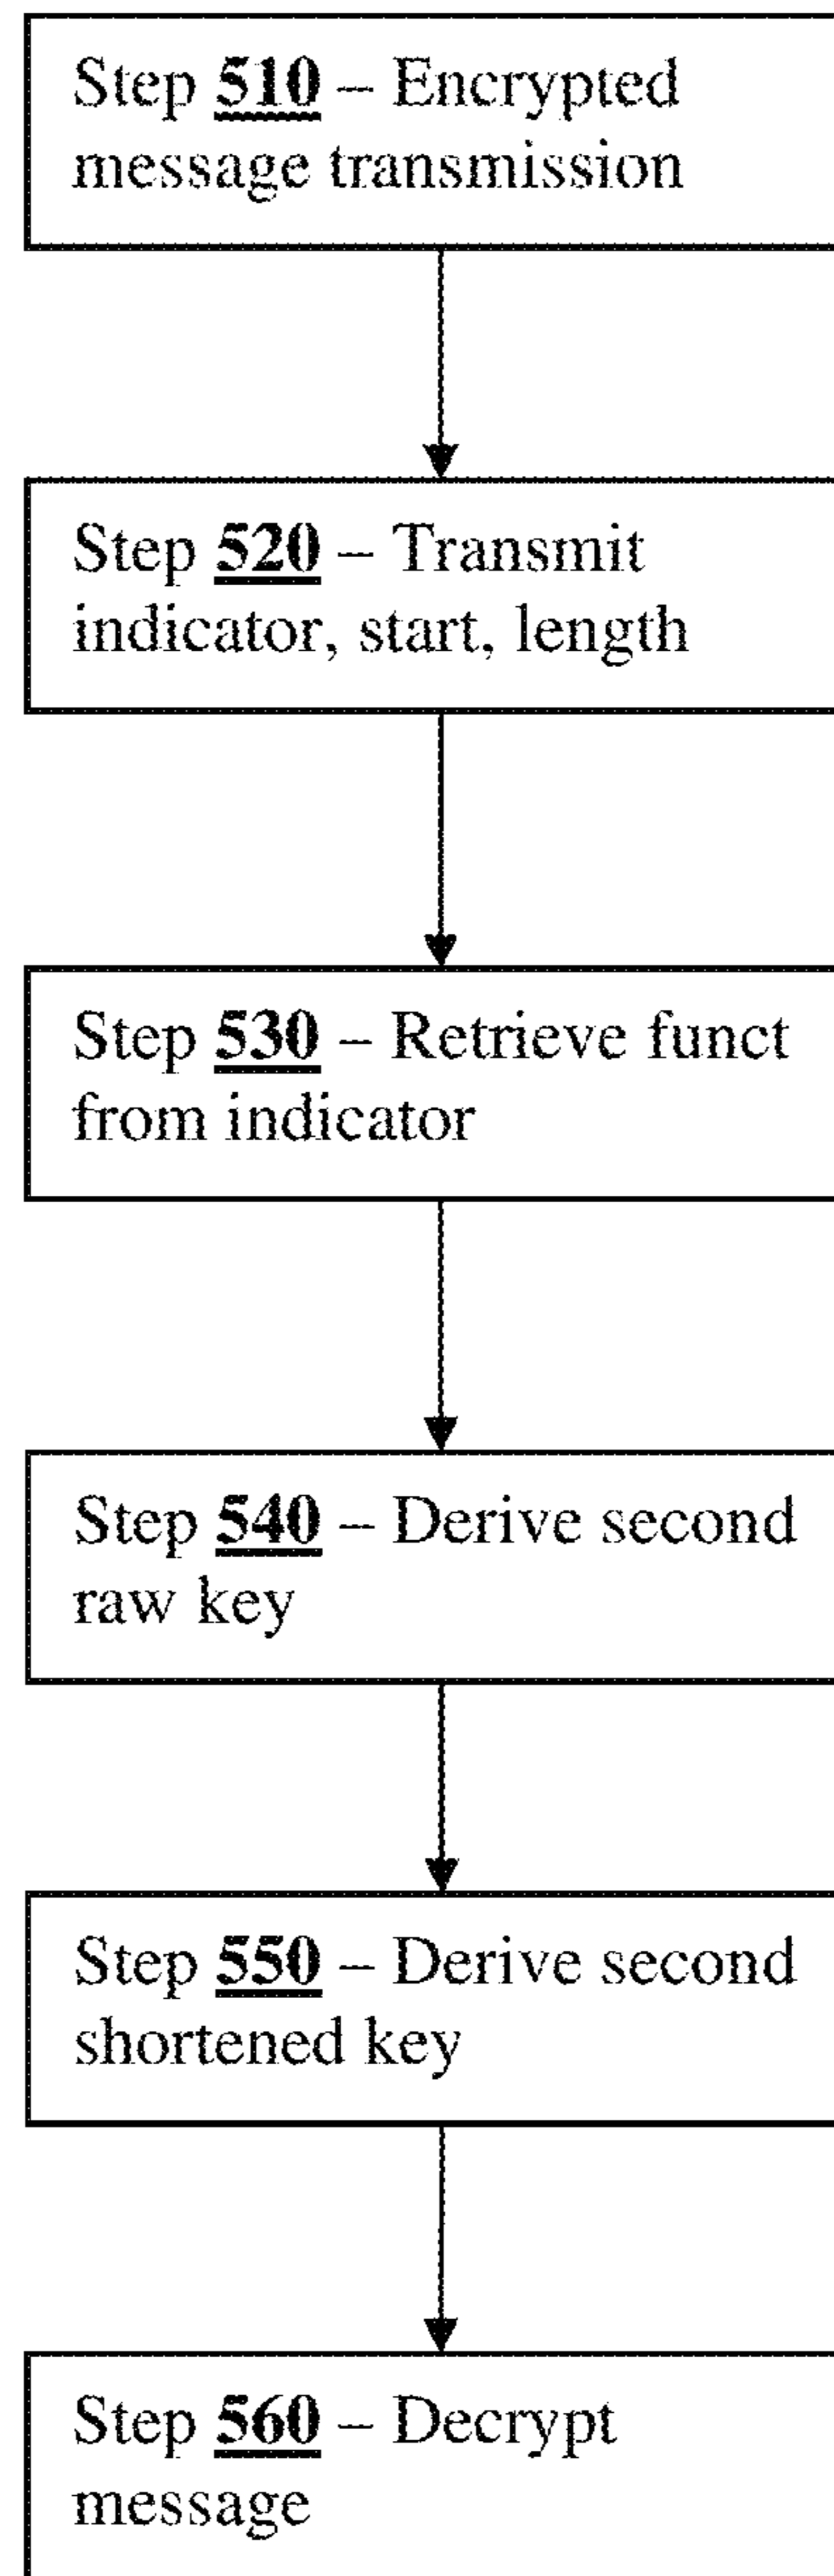 Step 510 – Encrypted
message transmission
Step 520 – Transmit
indicator, start, length
Step 530 – Retrieve funct
from indicator
Step 540 – Derive second
raw key
Step 550 – Derive second
shortened key
Step 560 – Decrypt
message